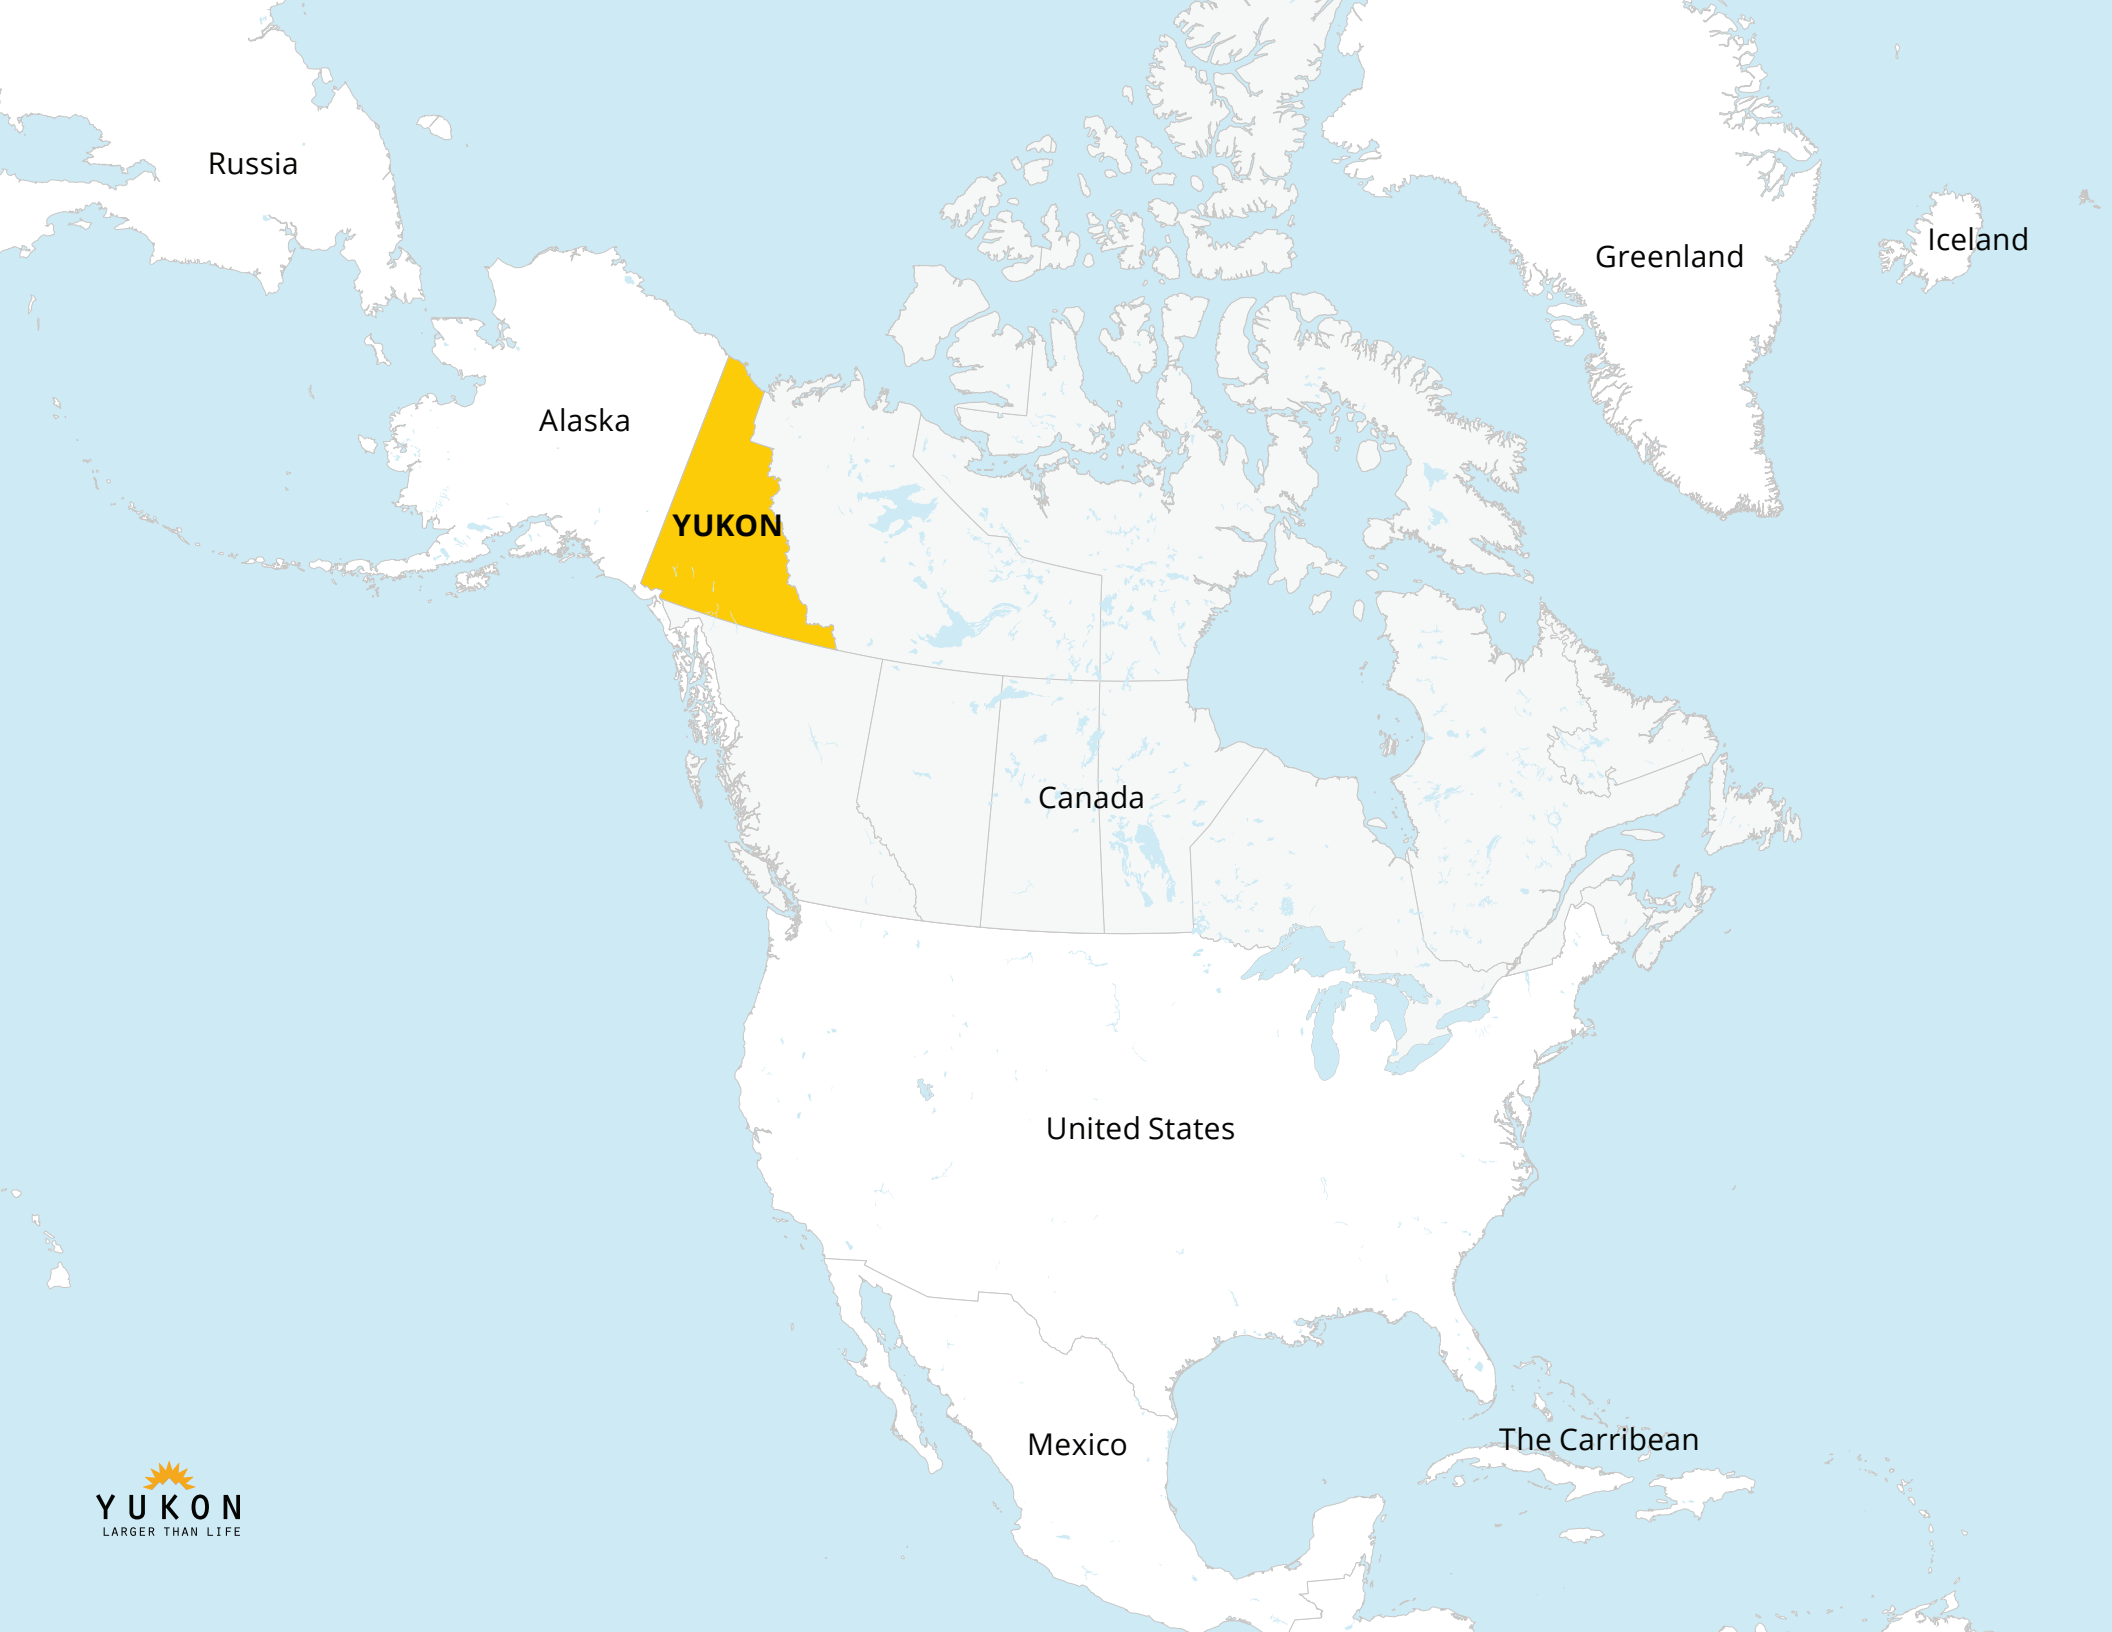 Russia
Iceland
Greenland
Alaska
YUKON
Canada
United States
The Carribean
Mexico
YUKON
LARGER THAN LIFE